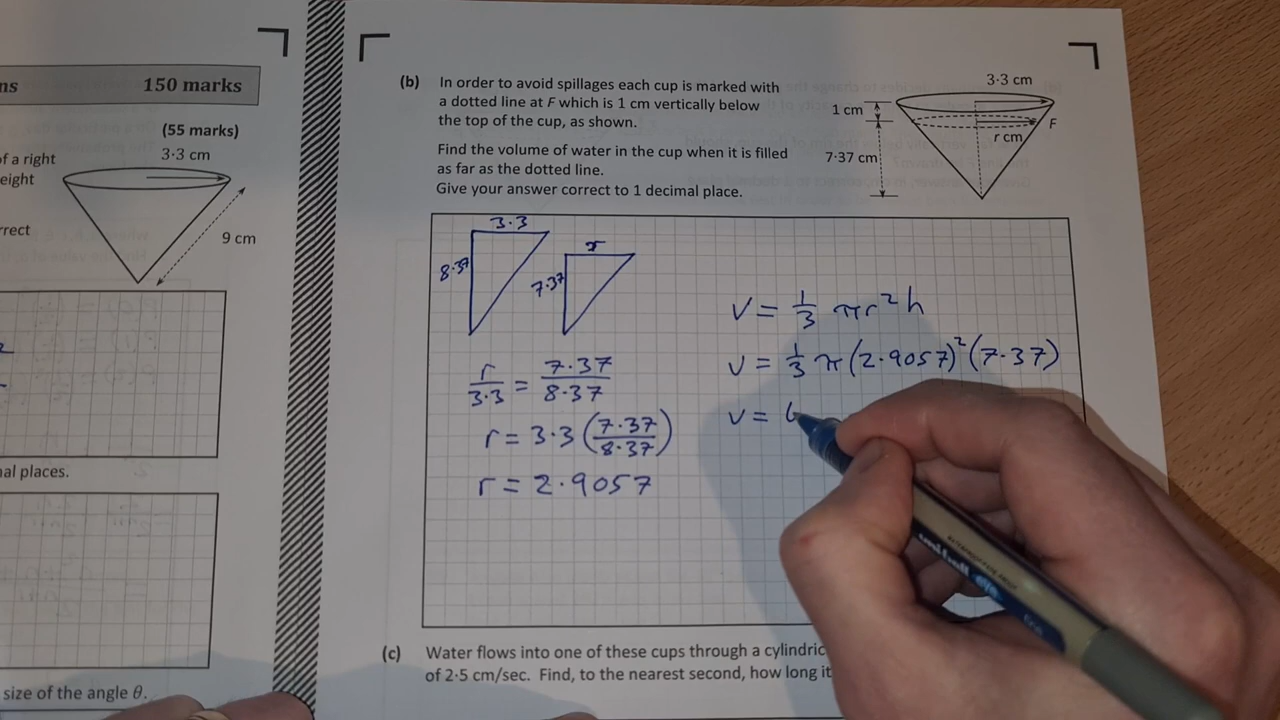 ns 150 marks
(55 marks)
of a right
3·3 cm
eight
rrect
9 cm
nal places.
size of the angle θ.
(b) In order to avoid spillages each cup is marked with
a dotted line at F which is 1 cm vertically below
the top of the cup, as shown.
Find the volume of water in the cup when it is filled
as far as the dotted line.
Give your answer correct to 1 decimal place.
3·3 cm
1 cm
F
r cm
7·37 cm
3·3
8·37
r
7·37
r/3·3 = 7·37/8·37
r = 3·3 (7·37/8·37)
r = 2·9057
V = 1/3 πr²h
V = 1/3 π(2·9057)²(7·37)
V = 6
(c) Water flows into one of these cups through a cylindric
of 2·5 cm/sec. Find, to the nearest second, how long it
uni-ball eye